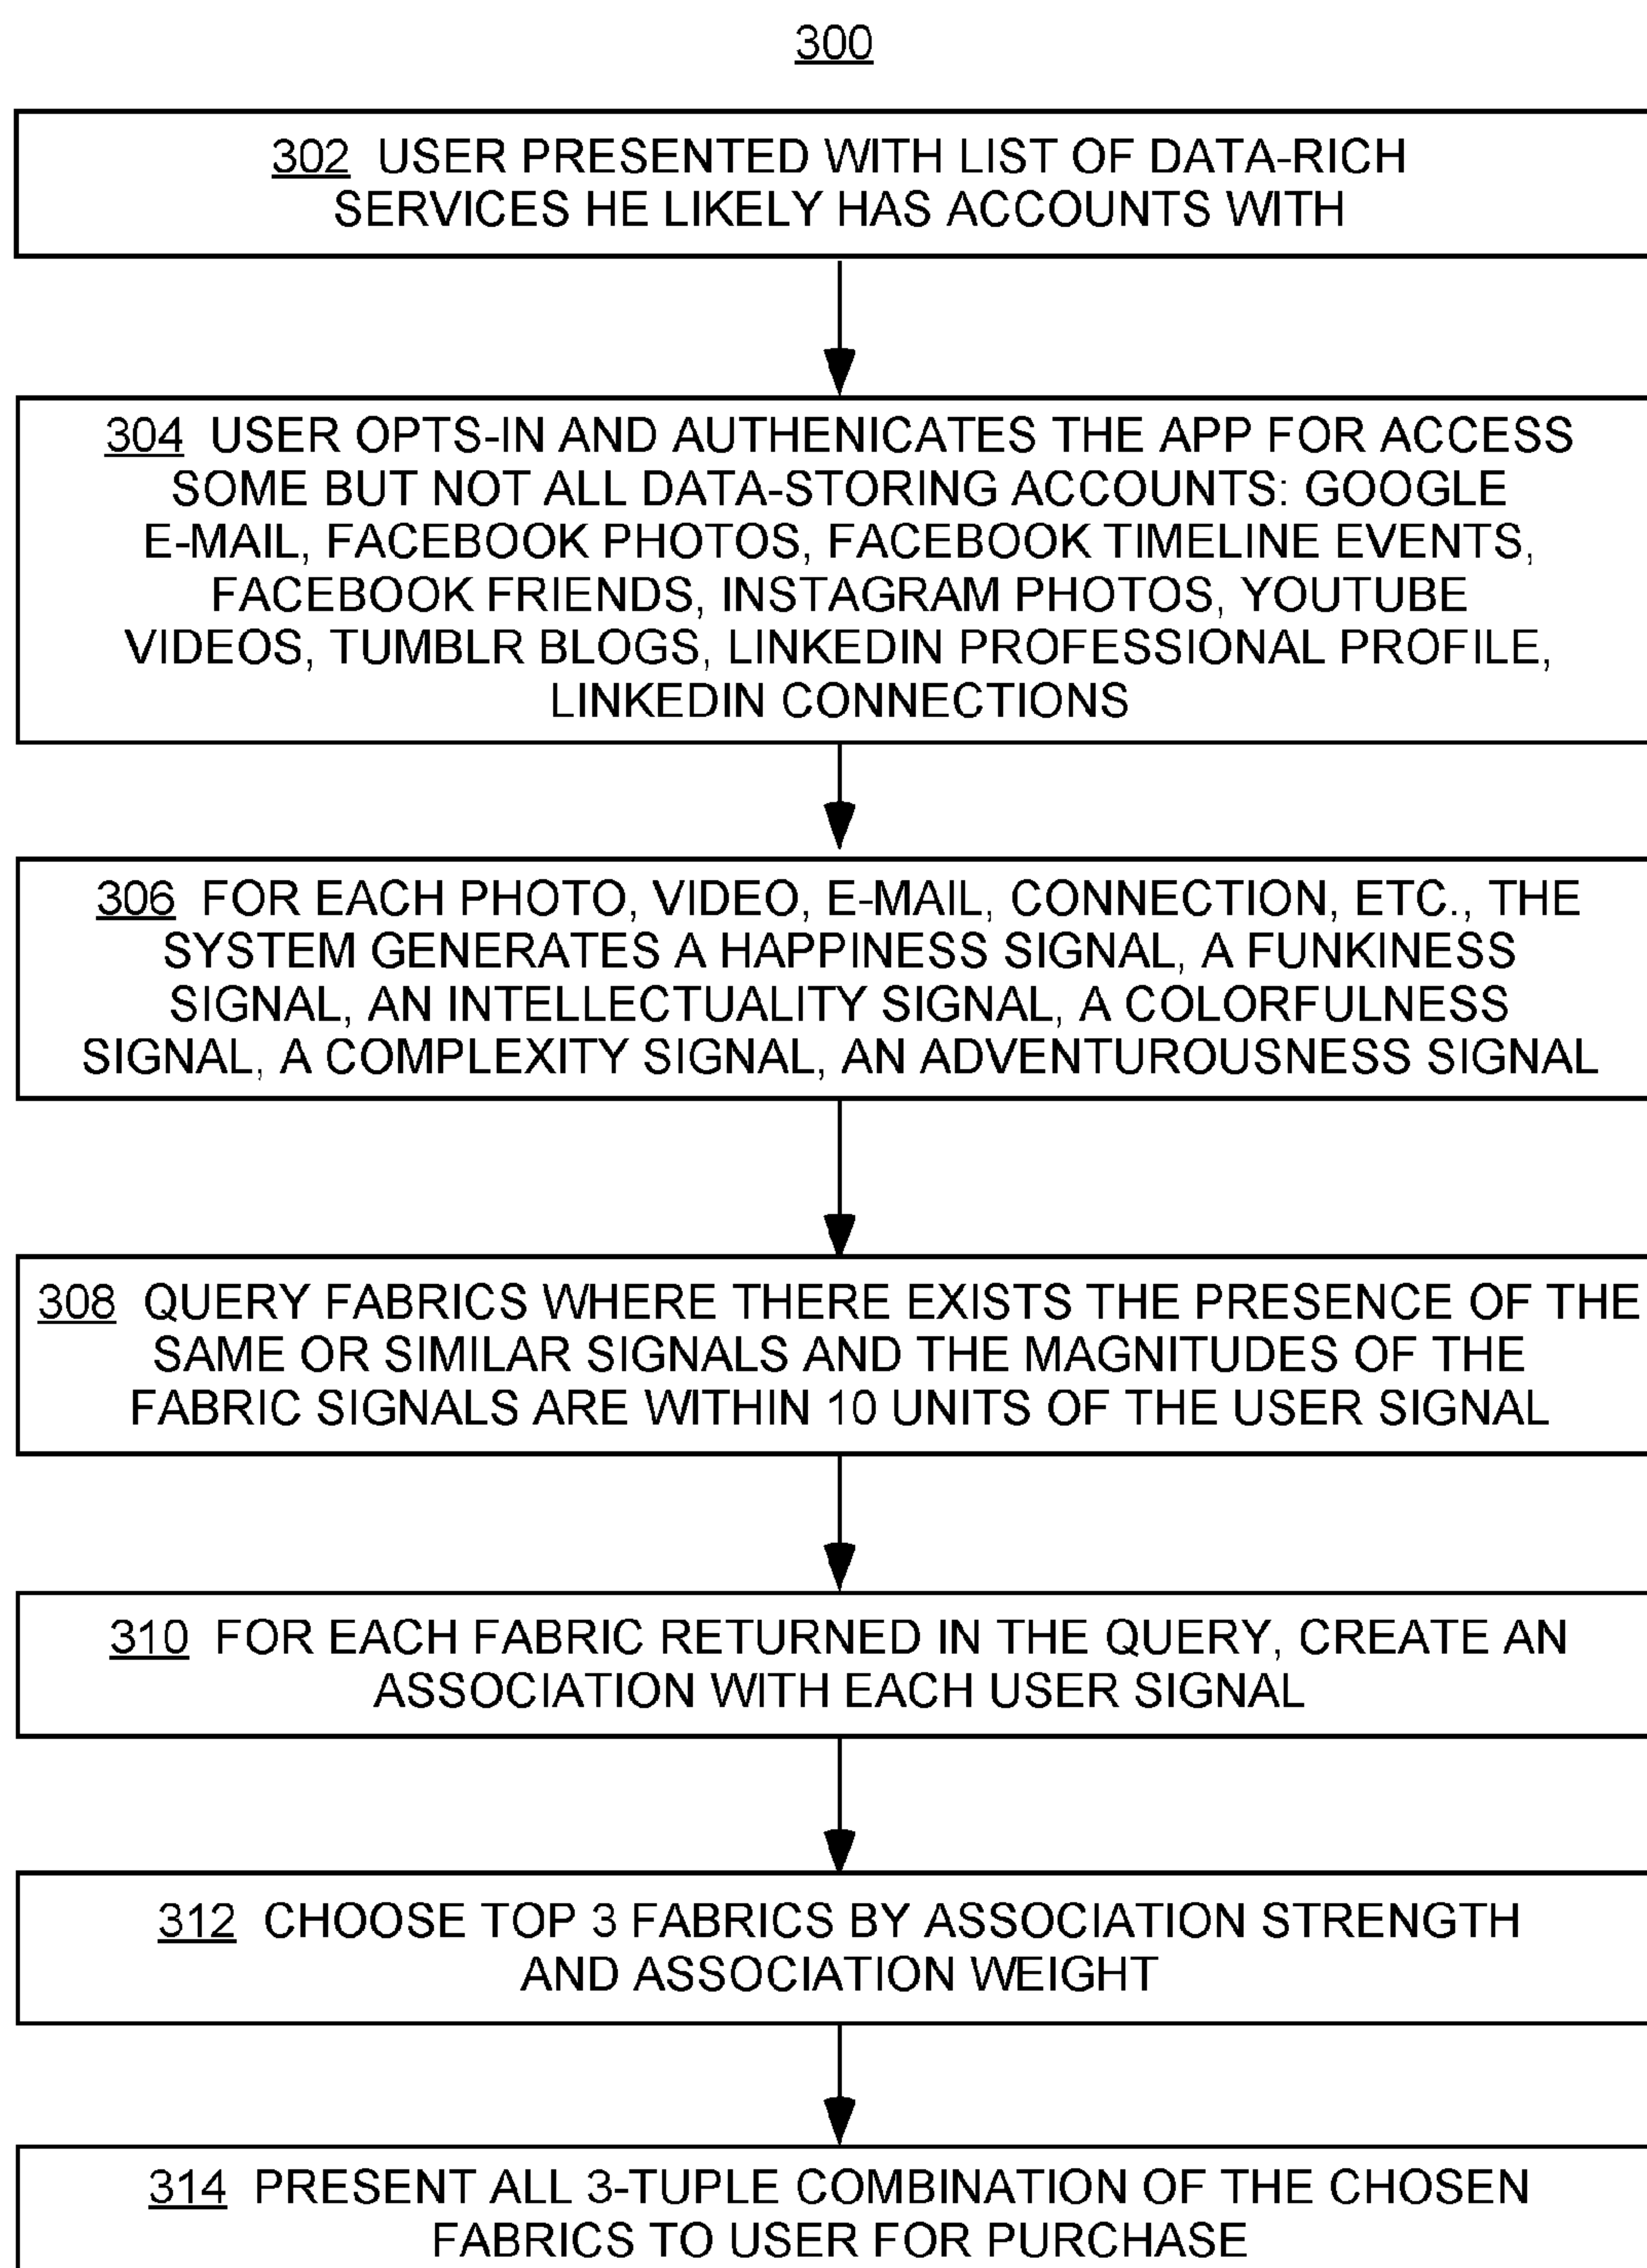 300
302 USER PRESENTED WITH LIST OF DATA-RICH
SERVICES HE LIKELY HAS ACCOUNTS WITH
304 USER OPTS-IN AND AUTHENICATES THE APP FOR ACCESS
SOME BUT NOT ALL DATA-STORING ACCOUNTS: GOOGLE
E-MAIL, FACEBOOK PHOTOS, FACEBOOK TIMELINE EVENTS,
FACEBOOK FRIENDS, INSTAGRAM PHOTOS, YOUTUBE
VIDEOS, TUMBLR BLOGS, LINKEDIN PROFESSIONAL PROFILE,
LINKEDIN CONNECTIONS
306 FOR EACH PHOTO, VIDEO, E-MAIL, CONNECTION, ETC., THE
SYSTEM GENERATES A HAPPINESS SIGNAL, A FUNKINESS
SIGNAL, AN INTELLECTUALITY SIGNAL, A COLORFULNESS
SIGNAL, A COMPLEXITY SIGNAL, AN ADVENTUROUSNESS SIGNAL
308 QUERY FABRICS WHERE THERE EXISTS THE PRESENCE OF THE
SAME OR SIMILAR SIGNALS AND THE MAGNITUDES OF THE
FABRIC SIGNALS ARE WITHIN 10 UNITS OF THE USER SIGNAL
310 FOR EACH FABRIC RETURNED IN THE QUERY, CREATE AN
ASSOCIATION WITH EACH USER SIGNAL
312 CHOOSE TOP 3 FABRICS BY ASSOCIATION STRENGTH
AND ASSOCIATION WEIGHT
314 PRESENT ALL 3-TUPLE COMBINATION OF THE CHOSEN
FABRICS TO USER FOR PURCHASE